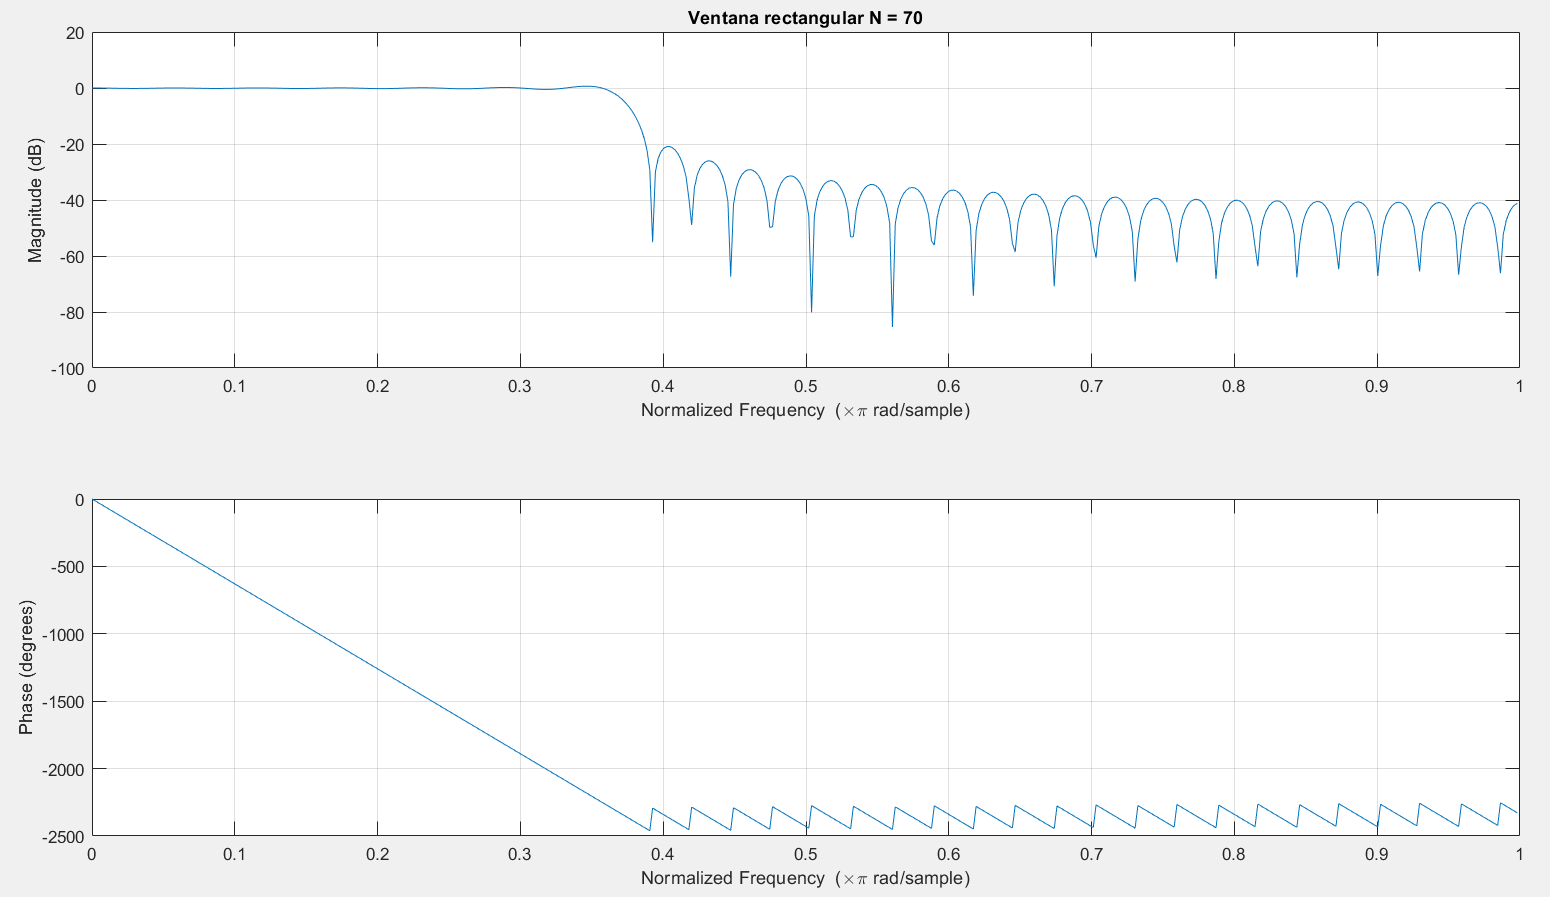 Ventana rectangular N = 70
20
0
-20
-40
-60
-80
-100
Magnitude (dB)
0 0.1 0.2 0.3 0.4 0.5 0.6 0.7 0.8 0.9 1
Normalized Frequency (×π rad/sample)
0
-500
-1000
-1500
-2000
-2500
Phase (degrees)
0 0.1 0.2 0.3 0.4 0.5 0.6 0.7 0.8 0.9 1
Normalized Frequency (×π rad/sample)